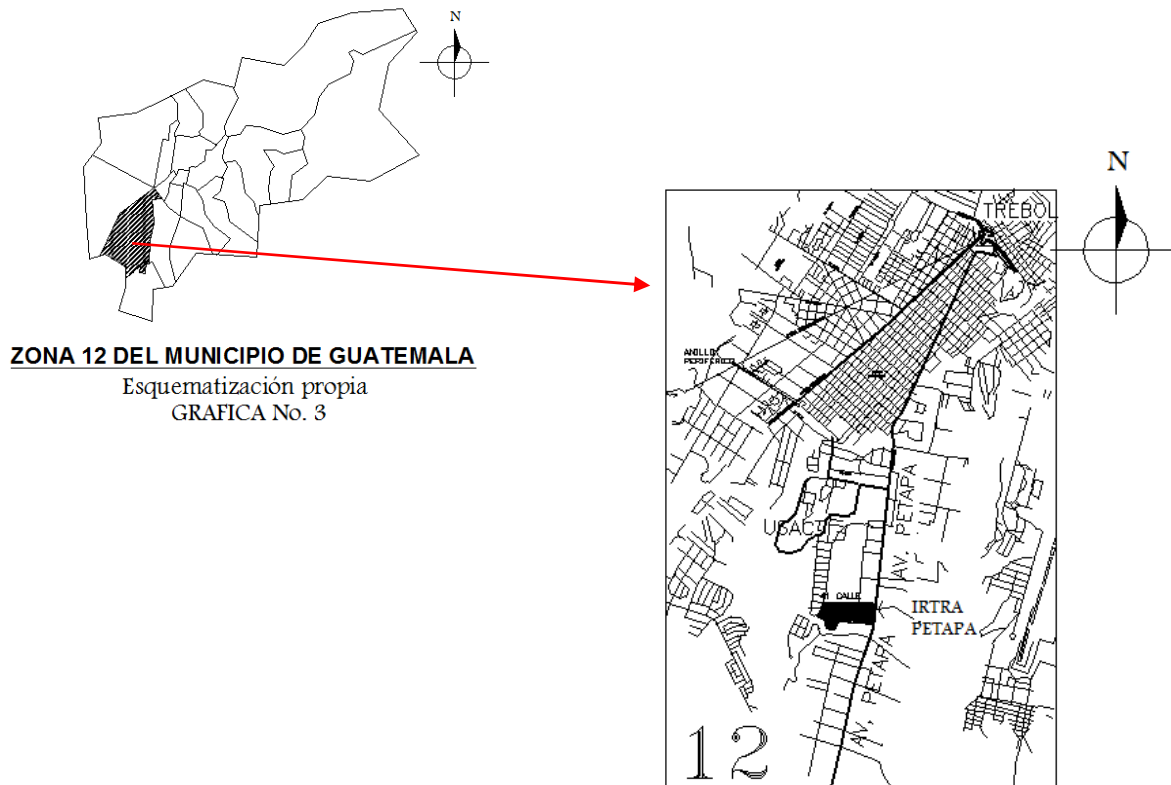 N
ZONA 12 DEL MUNICIPIO DE GUATEMALA
Esquematización propia
GRAFICA No. 3
N
TREBOL
ANILLO
PERIFERICO
USAC
AV. PETAPA
41 CALLE
IRTRA
PETAPA
AV. PETAPA
12